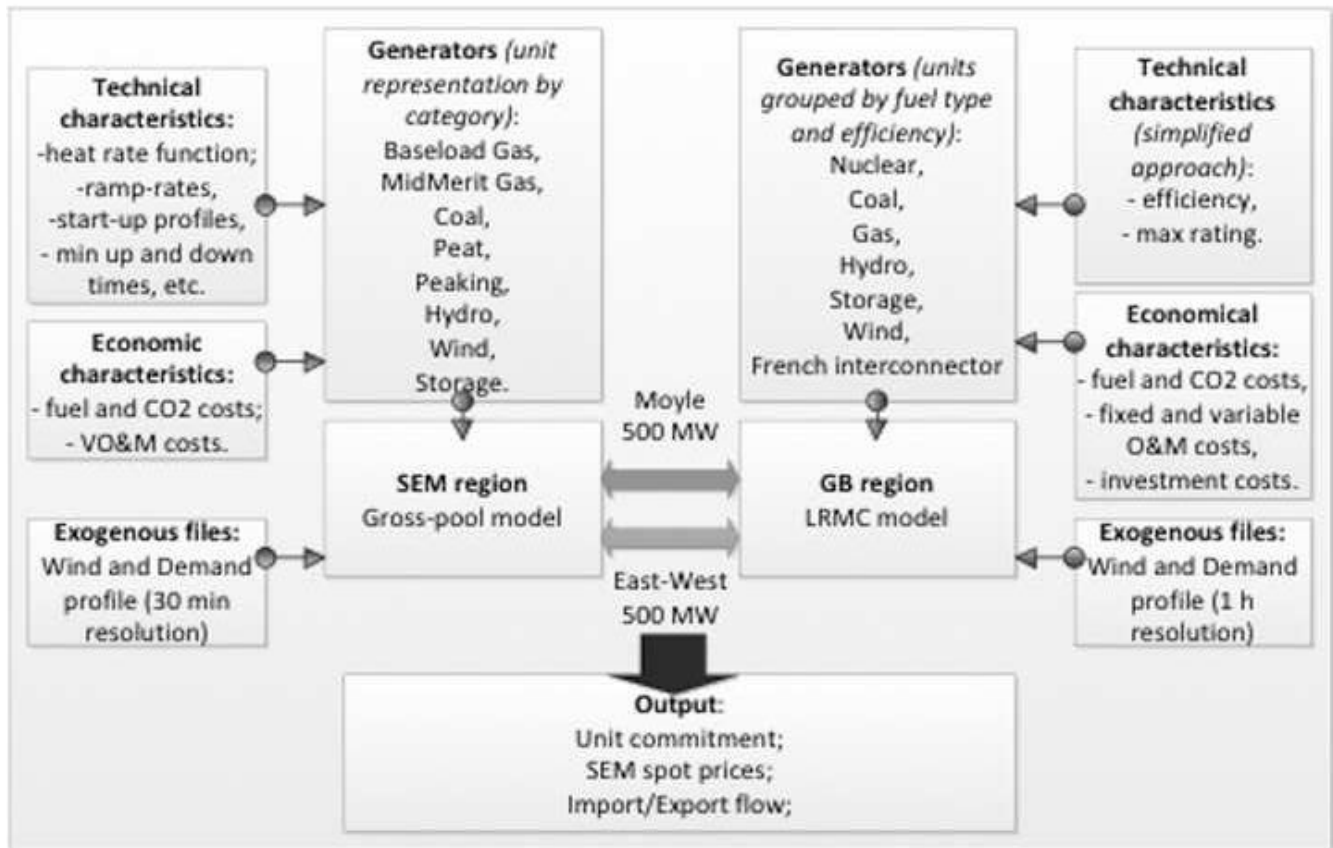 Technical
characteristics:
-heat rate function;
-ramp-rates,
-start-up profiles,
- min up and down
times, etc.
Economic
characteristics:
- fuel and CO2 costs;
- VO&M costs.
Exogenous files:
Wind and Demand
profile (30 min
resolution)
Generators (unit
representation by
category):
Baseload Gas,
MidMerit Gas,
Coal,
Peat,
Peaking,
Hydro,
Wind,
Storage.
SEM region
Gross-pool model
Moyle
500 MW
East-West
500 MW
Generators (units
grouped by fuel type
and efficiency):
Nuclear,
Coal,
Gas,
Hydro,
Storage,
Wind,
French interconnector
GB region
LRMC model
Technical
characteristics
(simplified
approach):
- efficiency,
- max rating.
Economical
characteristics:
- fuel and CO2 costs,
- fixed and variable
O&M costs,
- investment costs.
Exogenous files:
Wind and Demand
profile (1 h
resolution)
Output:
Unit commitment;
SEM spot prices;
Import/Export flow;